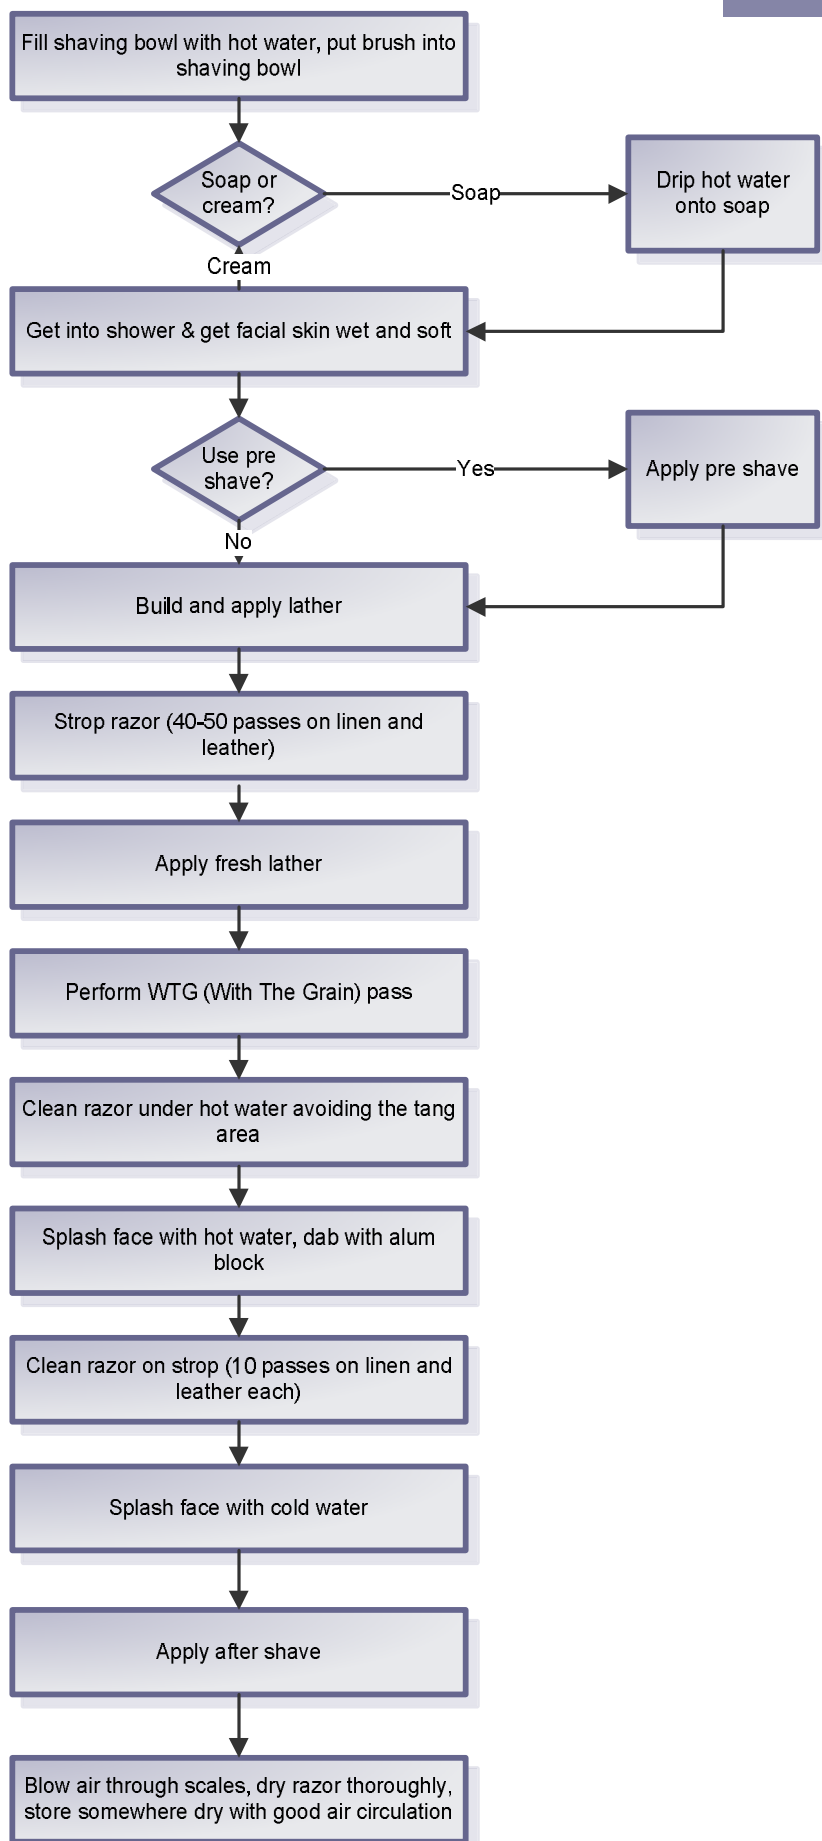 Fill shaving bowl with hot water, put brush into
shaving bowl
Soap or
cream?
Soap
Drip hot water
onto soap
Cream
Get into shower & get facial skin wet and soft
Use pre
shave?
Yes
Apply pre shave
No
Build and apply lather
Strop razor (40-50 passes on linen and
leather)
Apply fresh lather
Perform WTG (With The Grain) pass
Clean razor under hot water avoiding the tang
area
Splash face with hot water, dab with alum
block
Clean razor on strop (10 passes on linen and
leather each)
Splash face with cold water
Apply after shave
Blow air through scales, dry razor thoroughly,
store somewhere dry with good air circulation